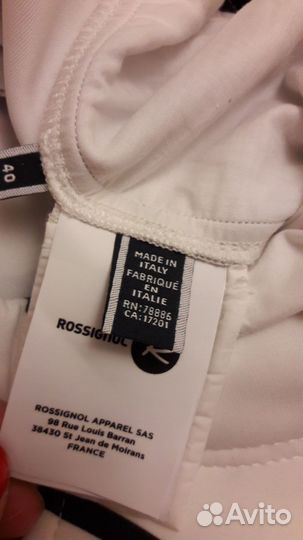 40
MADE IN
ITALY
FABRIQUÉ
EN
ITALIE
RN:78886
CA:17201
ROSSIGNOL
ROSSIGNOL APPAREL SAS
98 Rue Louis Barran
38430 St Jean de Moirans
FRANCE
Avito